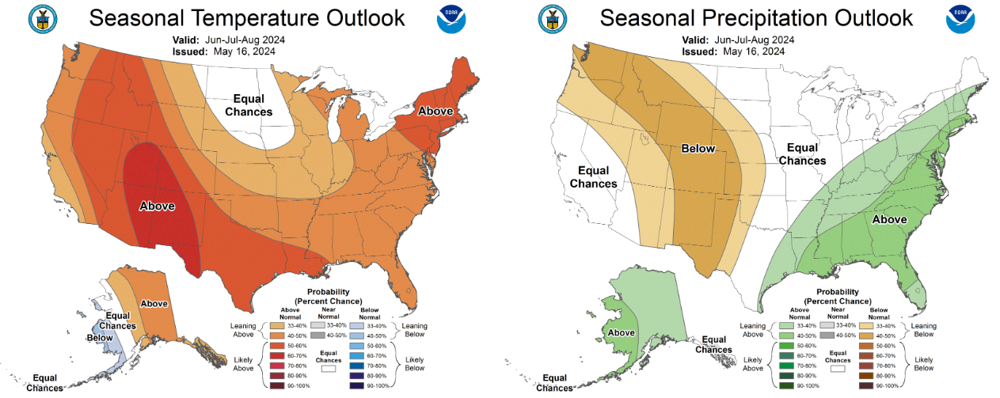 Seasonal Temperature Outlook
NOAA
Valid: Jun-Jul-Aug 2024
Issued: May 16, 2024
Equal
Chances
Above
Above
Above
Equal
Chances
Below
Equal
Chances
Probability
(Percent Chance)
Above
Normal
Near
Normal
Below
Normal
Leaning
Above
33-40%
33-40%
33-40%
Leaning
Below
40-50%
40-50%
40-50%
Likely
Above
50-60%
Equal
Chances
50-60%
Likely
Below
60-70%
60-70%
70-80%
70-80%
80-90%
80-90%
90-100%
90-100%
Seasonal Precipitation Outlook
NOAA
Valid: Jun-Jul-Aug 2024
Issued: May 16, 2024
Below
Equal
Chances
Equal
Chances
Above
Above
Equal
Chances
Equal
Chances
Probability
(Percent Chance)
Above
Normal
Near
Normal
Below
Normal
Leaning
Above
33-40%
33-40%
33-40%
Leaning
Below
40-50%
40-50%
40-50%
Likely
Above
50-60%
Equal
Chances
50-60%
Likely
Below
60-70%
60-70%
70-80%
70-80%
80-90%
80-90%
90-100%
90-100%